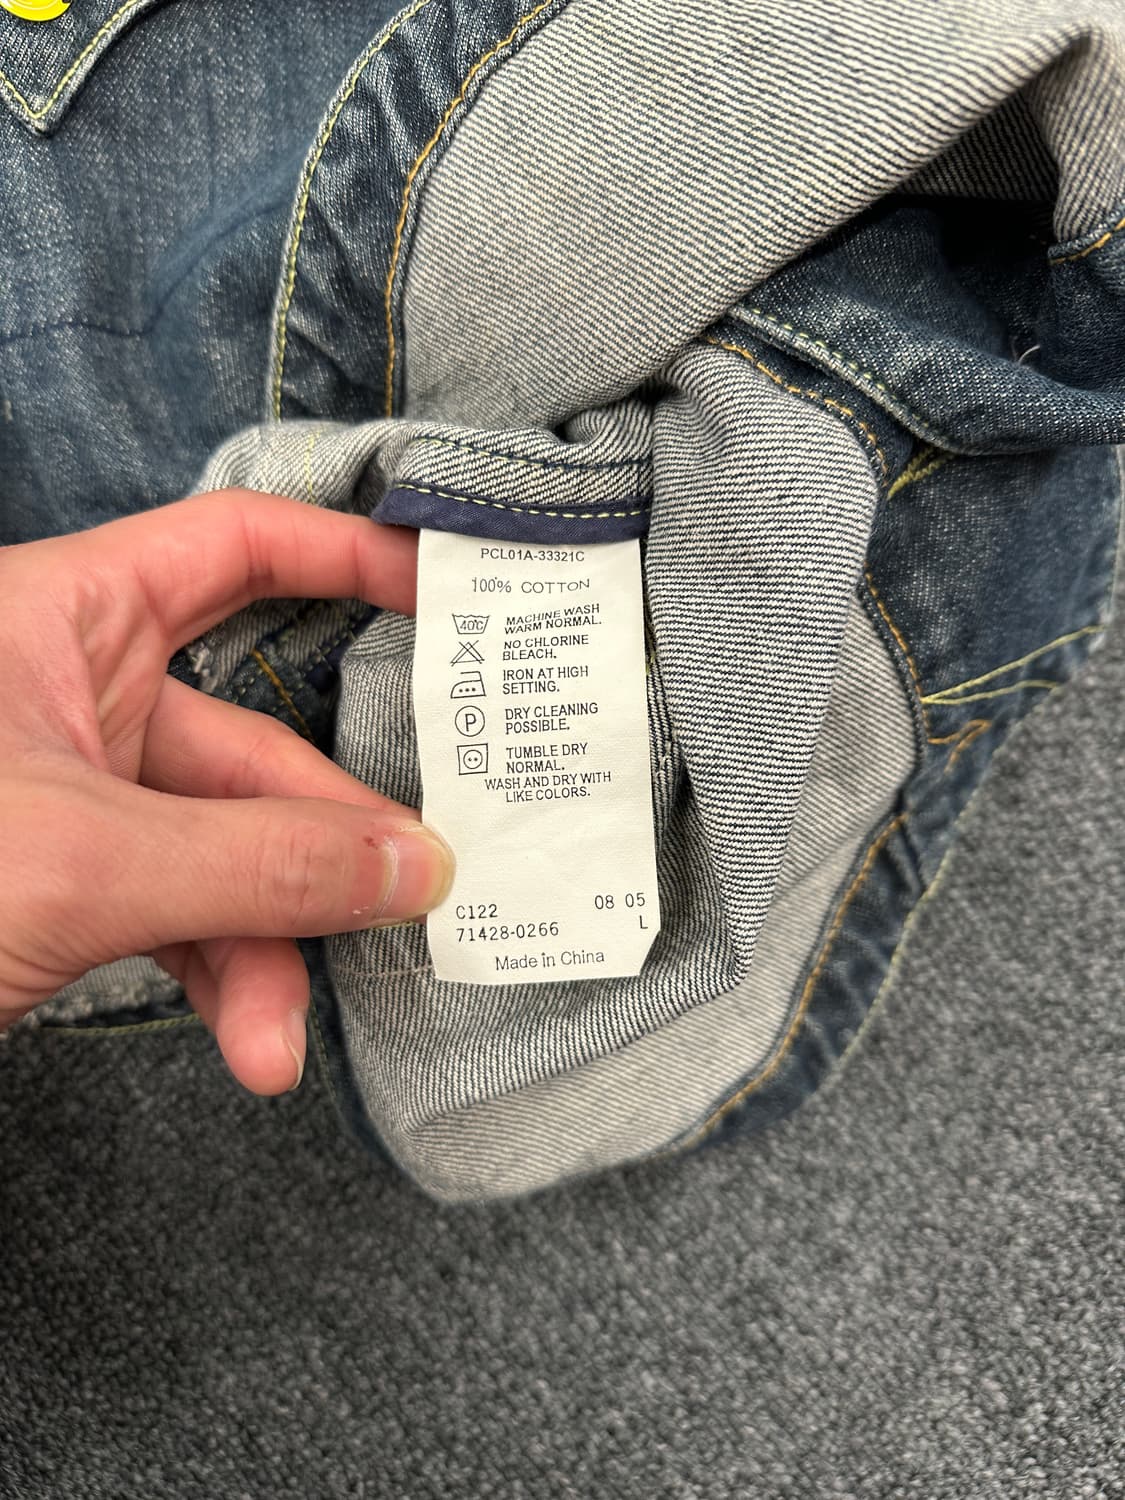 PCL01A-33321C
100% COTTON
40C MACHINE WASH
WARM NORMAL.
NO CHLORINE
BLEACH.
IRON AT HIGH
SETTING.
P DRY CLEANING
POSSIBLE.
TUMBLE DRY
NORMAL.
WASH AND DRY WITH
LIKE COLORS.
C122 08 05
71428-0266 L
Made in China